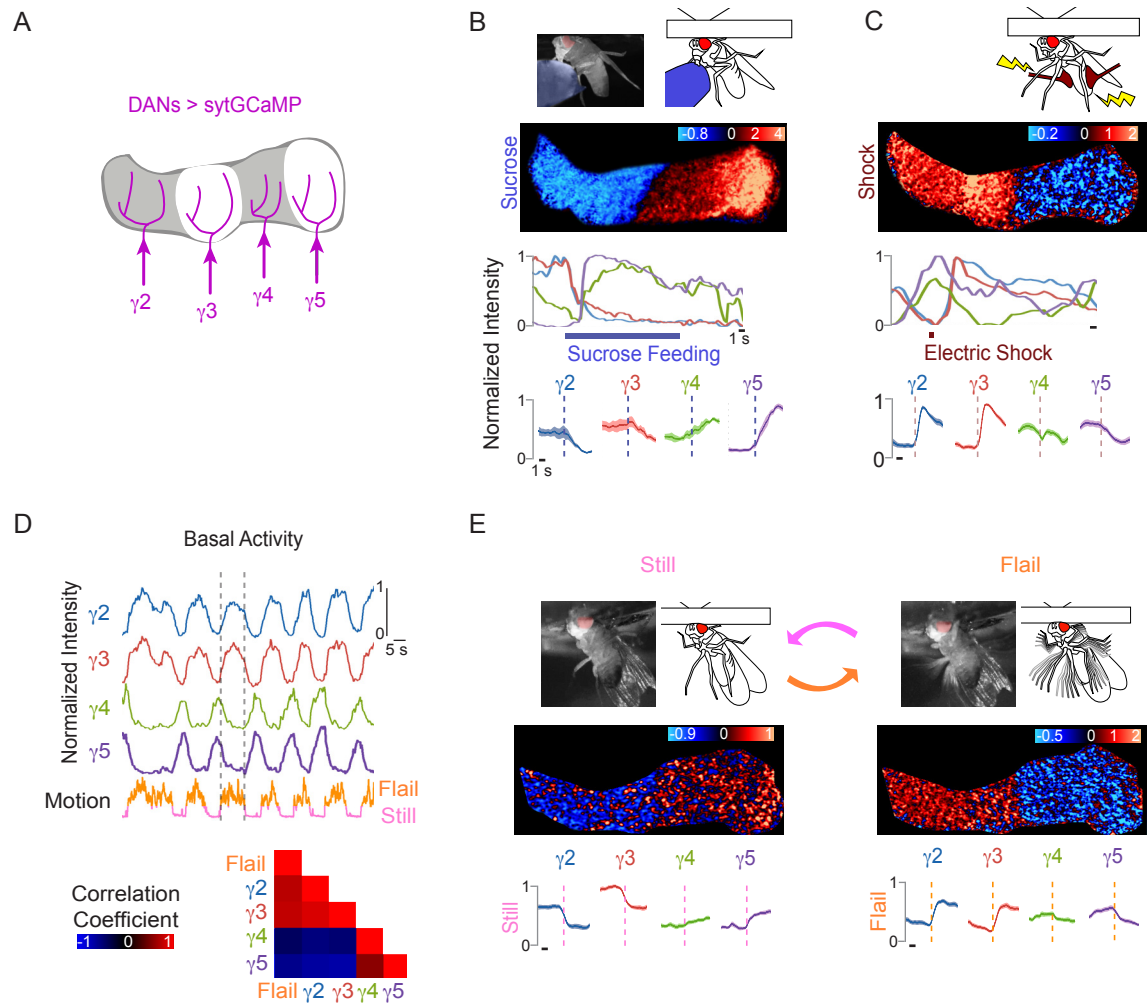 A
DANs > sytGCaMP
γ2
γ3
γ4
γ5
B
Sucrose
-0.8 0 2 4
Normalized Intensity
1
0
1 s
Sucrose Feeding
γ2 γ3 γ4 γ5
1
0
1 s
C
Shock
-0.2 0 1 2
1
0
Electric Shock
γ2 γ3 γ4 γ5
1
0
D
Basal Activity
Normalized Intensity
γ2
γ3
γ4
γ5
1
0
5 s
Motion
Flail
Still
Correlation
Coefficient
-1 0 1
Flail
γ2
γ3
γ4
γ5
Flail γ2 γ3 γ4 γ5
E
Still
Flail
-0.9 0 1
-0.5 0 1 2
γ2 γ3 γ4 γ5
Still
1
0
γ2 γ3 γ4 γ5
Flail
1
0